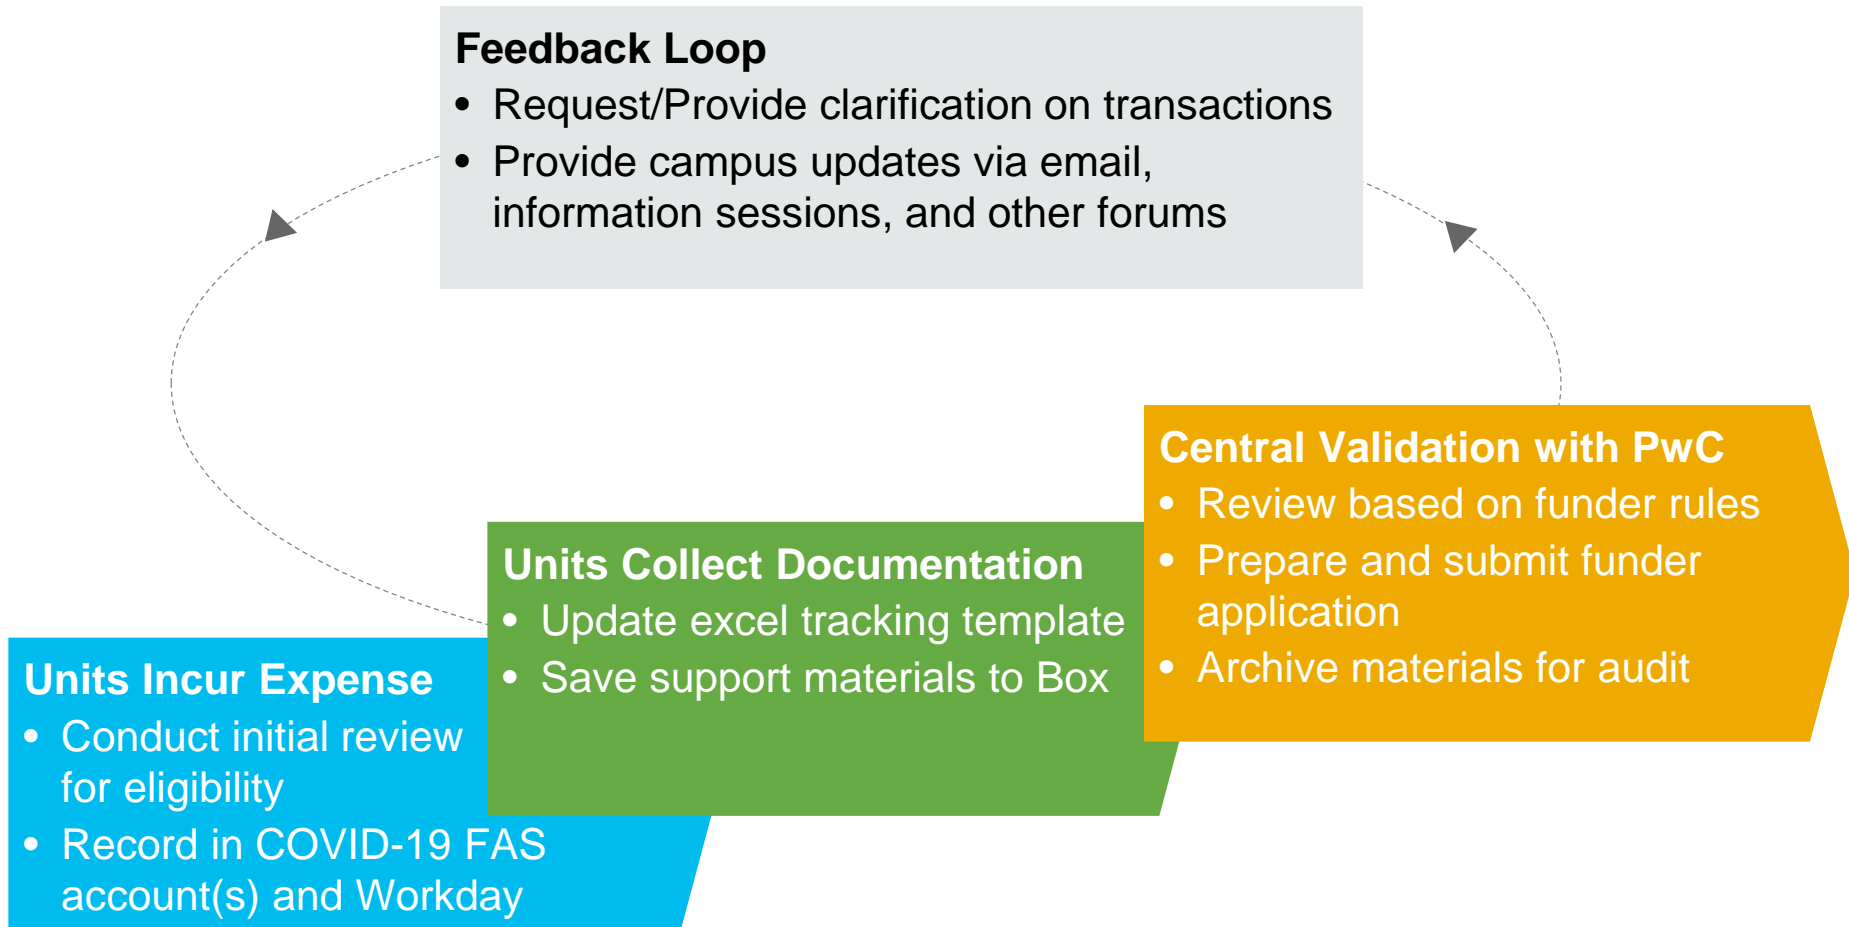 Feedback Loop
• Request/Provide clarification on transactions
• Provide campus updates via email,
information sessions, and other forums
Units Incur Expense
• Conduct initial review
for eligibility
• Record in COVID-19 FAS
account(s) and Workday
Units Collect Documentation
• Update excel tracking template
• Save support materials to Box
Central Validation with PwC
• Review based on funder rules
• Prepare and submit funder
application
• Archive materials for audit